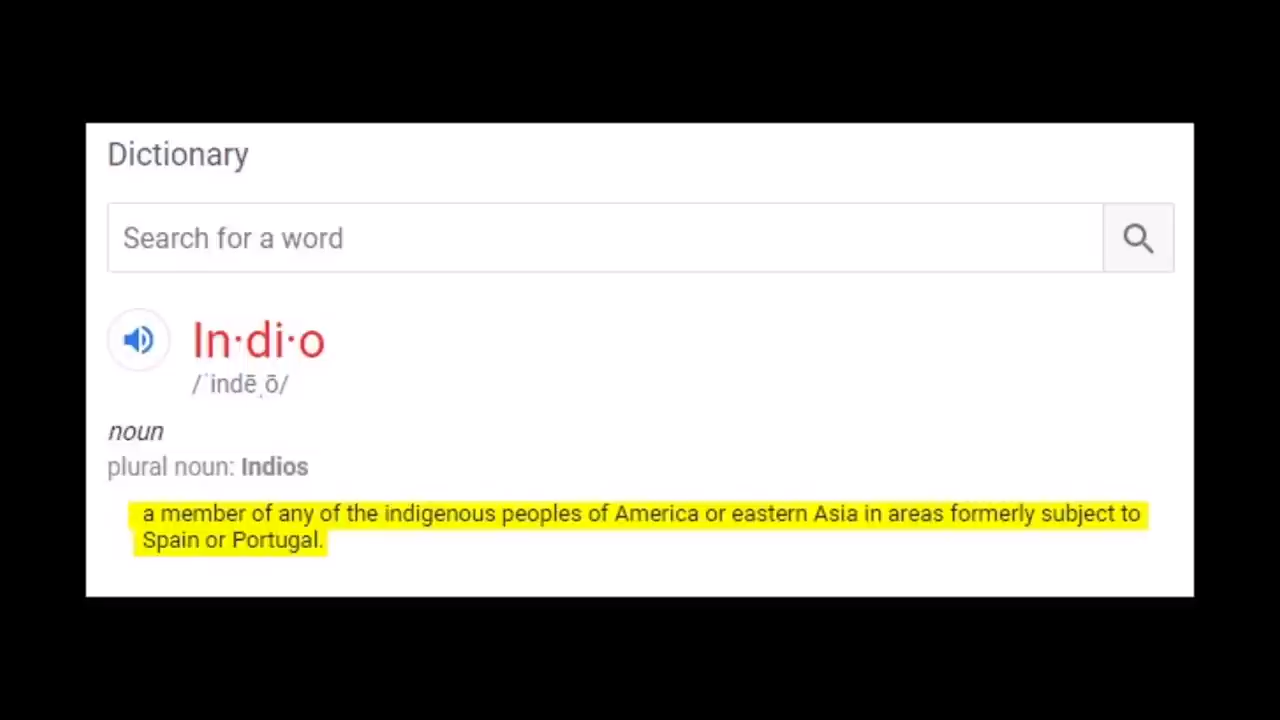 Dictionary
Search for a word
In·di·o
/ˈindēˌō/
noun
plural noun: Indios
a member of any of the indigenous peoples of America or eastern Asia in areas formerly subject to
Spain or Portugal.